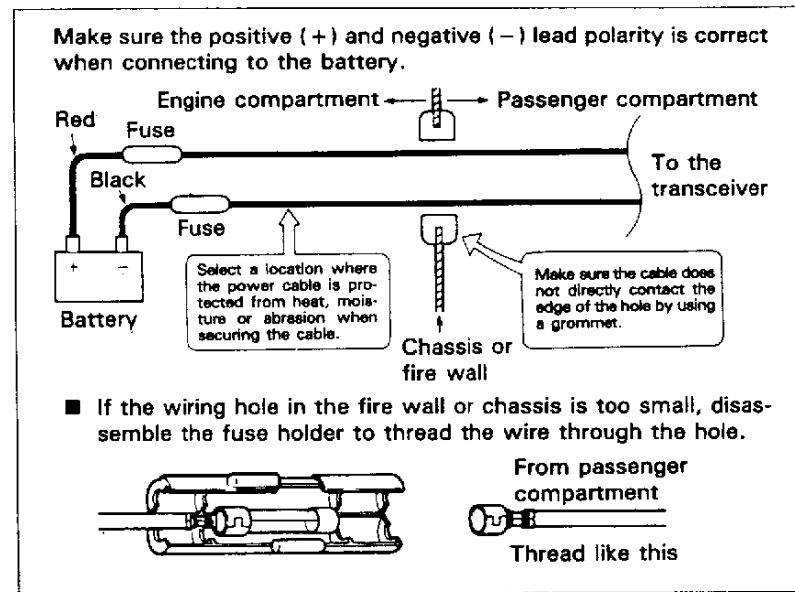 Make sure the positive (+) and negative (−) lead polarity is correct
when connecting to the battery.
Engine compartment
Passenger compartment
Red
Fuse
To the
transceiver
Black
Fuse
+ −
Battery
Select a location where
the power cable is pro-
tected from heat, mois-
ture or abrasion when
securing the cable.
Make sure the cable does
not directly contact the
edge of the hole by using
a grommet.
Chassis or
fire wall
■ If the wiring hole in the fire wall or chassis is too small, disas-
semble the fuse holder to thread the wire through the hole.
From passenger
compartment
Thread like this